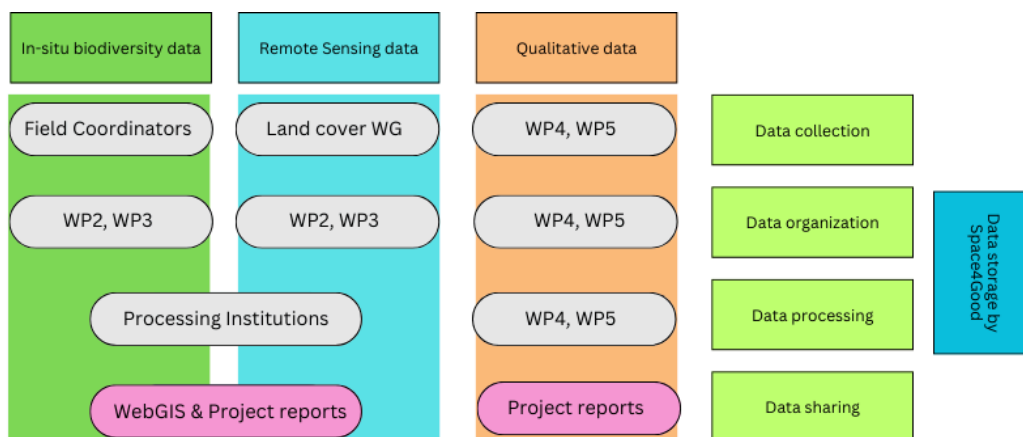 In-situ biodiversity data
Remote Sensing data
Qualitative data
Field Coordinators
Land cover WG
WP4, WP5
Data collection
WP2, WP3
WP2, WP3
WP4, WP5
Data organization
Data storage by
Space4Good
Processing Institutions
WP4, WP5
Data processing
WebGIS & Project reports
Project reports
Data sharing